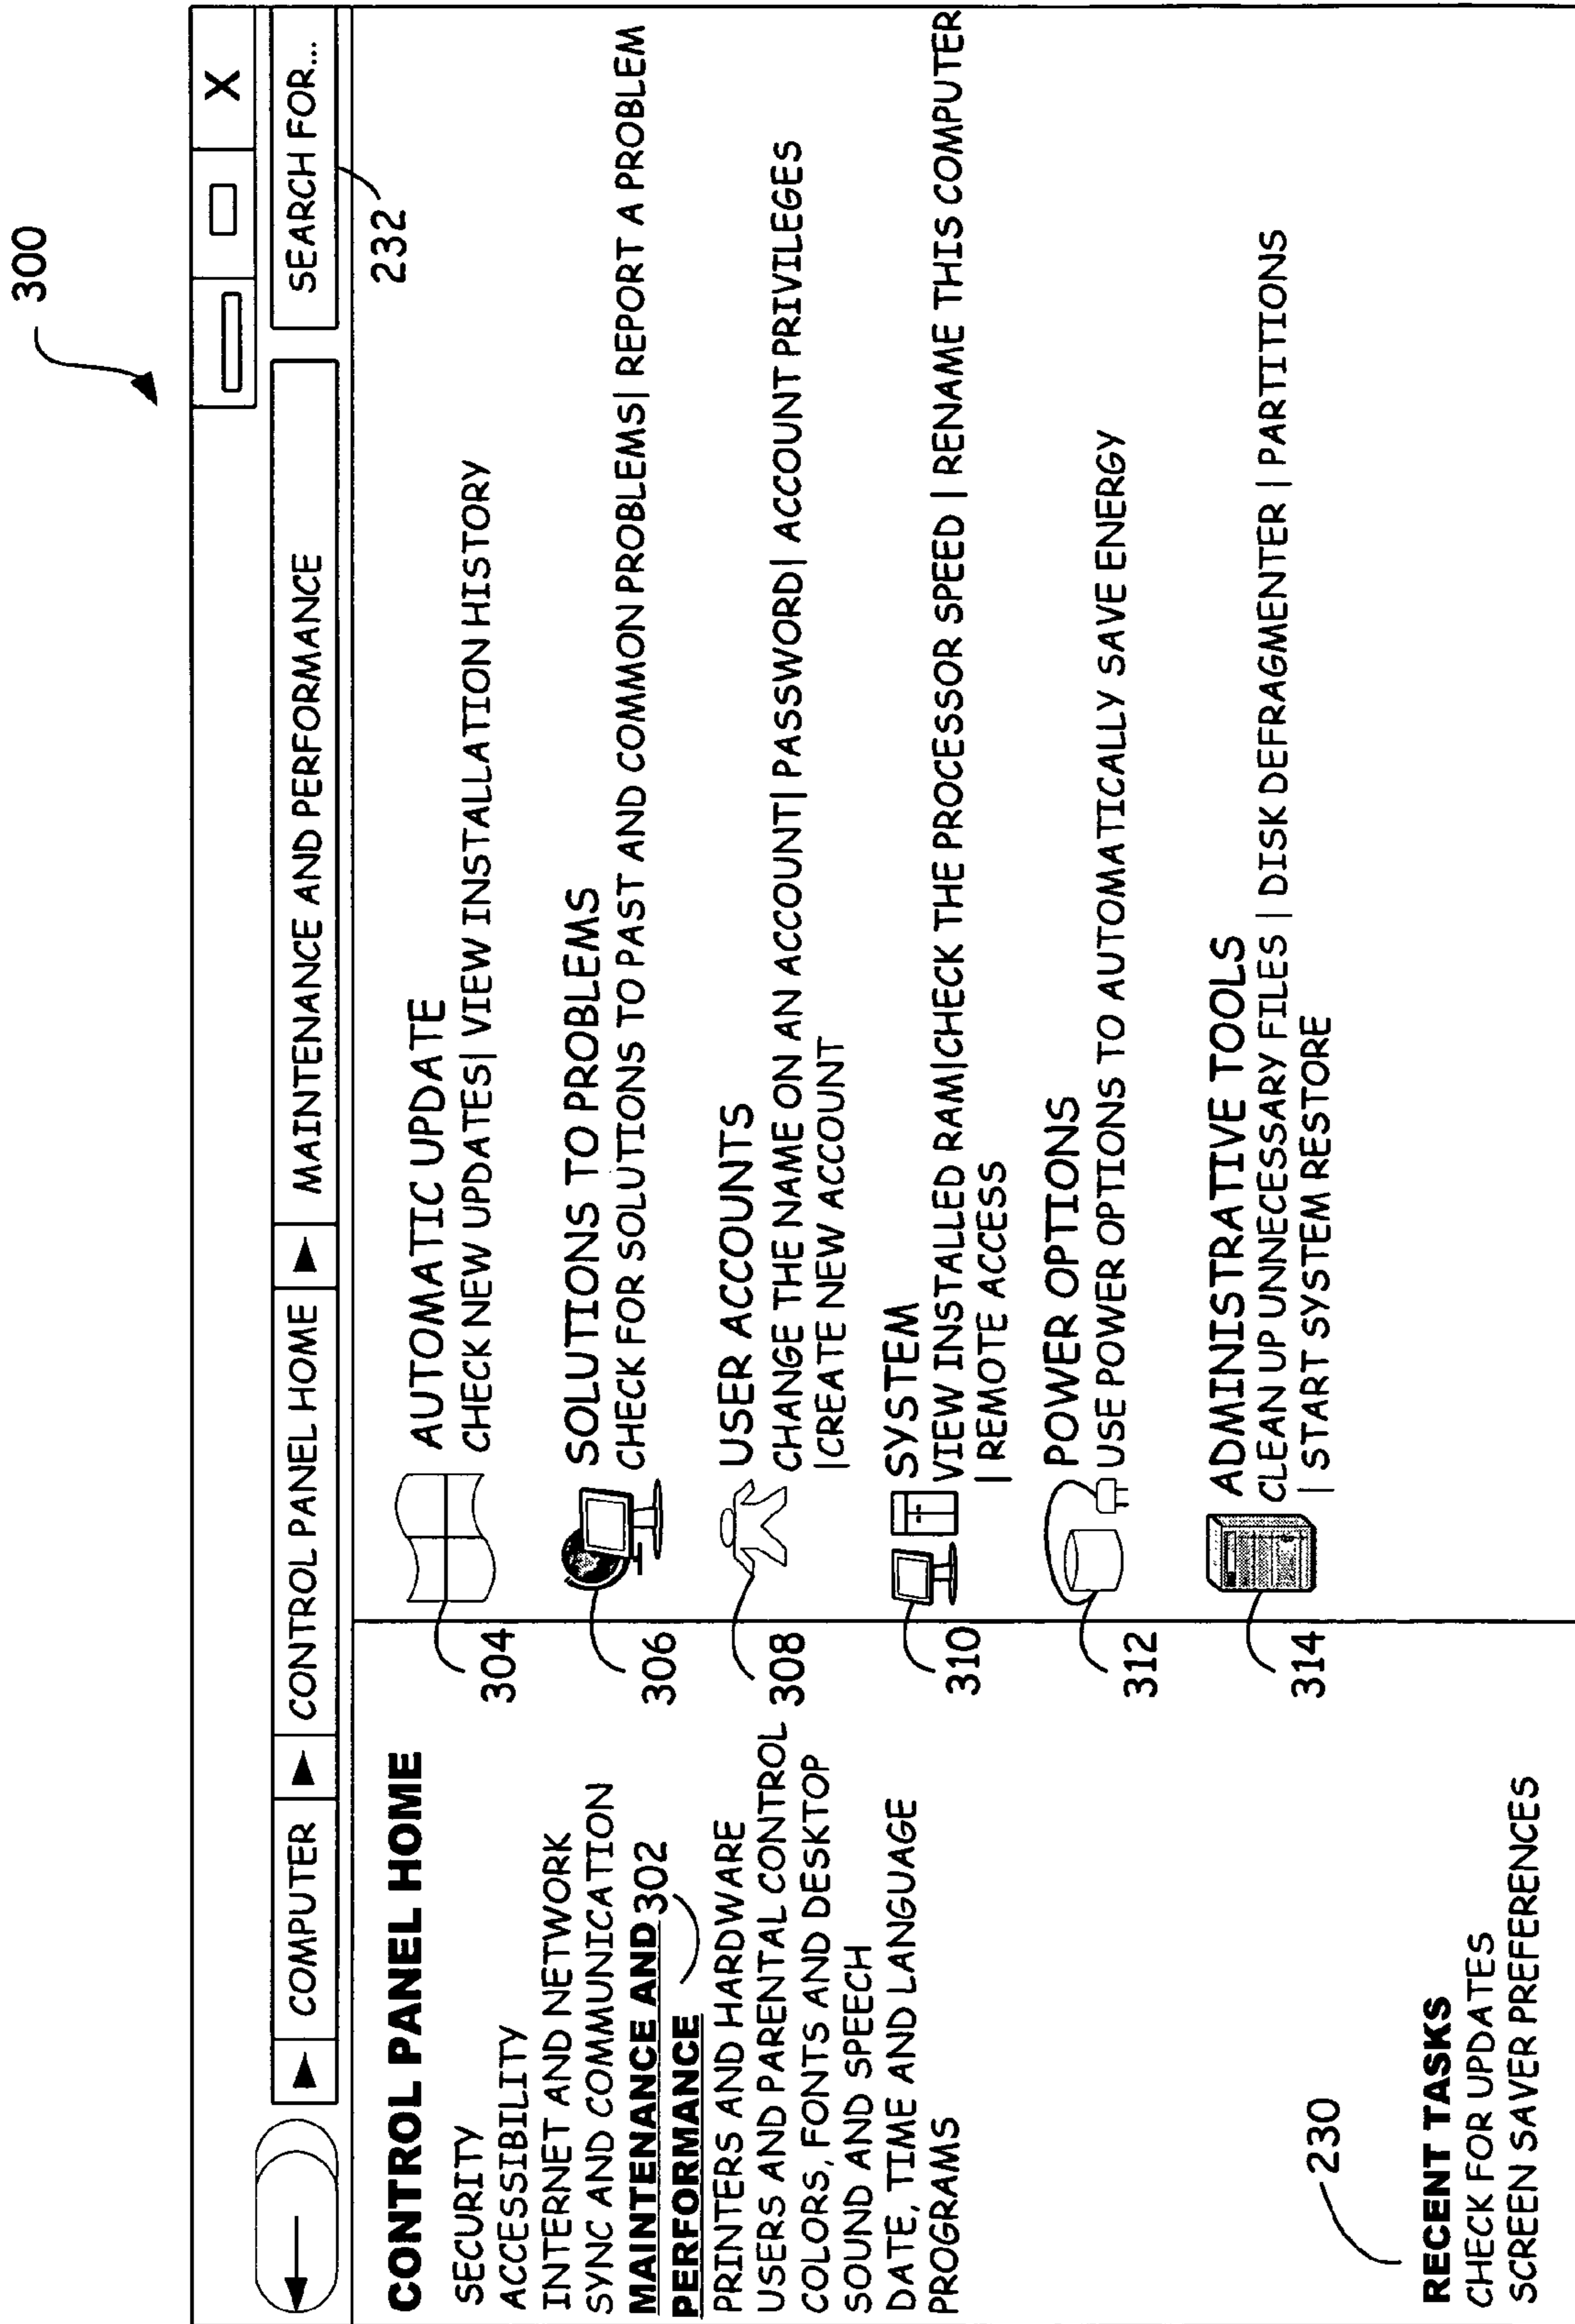 300
X
COMPUTER
CONTROL PANEL HOME
MAINTENANCE AND PERFORMANCE
SEARCH FOR...
232
CONTROL PANEL HOME
SECURITY
ACCESSIBILITY
INTERNET AND NETWORK
SYNC AND COMMUNICATION
MAINTENANCE AND 302
PERFORMANCE
PRINTERS AND HARDWARE
USERS AND PARENTAL CONTROL
COLORS, FONTS AND DESKTOP
SOUND AND SPEECH
DATE, TIME AND LANGUAGE
PROGRAMS
230
RECENT TASKS
CHECK FOR UPDATES
SCREEN SAVER PREFERENCES
304
AUTOMATIC UPDATE
CHECK NEW UPDATES| VIEW INSTALLATION HISTORY
306
SOLUTIONS TO PROBLEMS
CHECK FOR SOLUTIONS TO PAST AND COMMON PROBLEMS| REPORT A PROBLEM
308
USER ACCOUNTS
CHANGE THE NAME ON AN ACCOUNT| PASSWORD| ACCOUNT PRIVILEGES
|CREATE NEW ACCOUNT
310
SYSTEM
VIEW INSTALLED RAM|CHECK THE PROCESSOR SPEED | RENAME THIS COMPUTER
| REMOTE ACCESS
312
POWER OPTIONS
USE POWER OPTIONS TO AUTOMATICALLY SAVE ENERGY
314
ADMINISTRATIVE TOOLS
CLEAN UP UNNECESSARY FILES | DISK DEFRAGMENTER | PARTITIONS
| START SYSTEM RESTORE